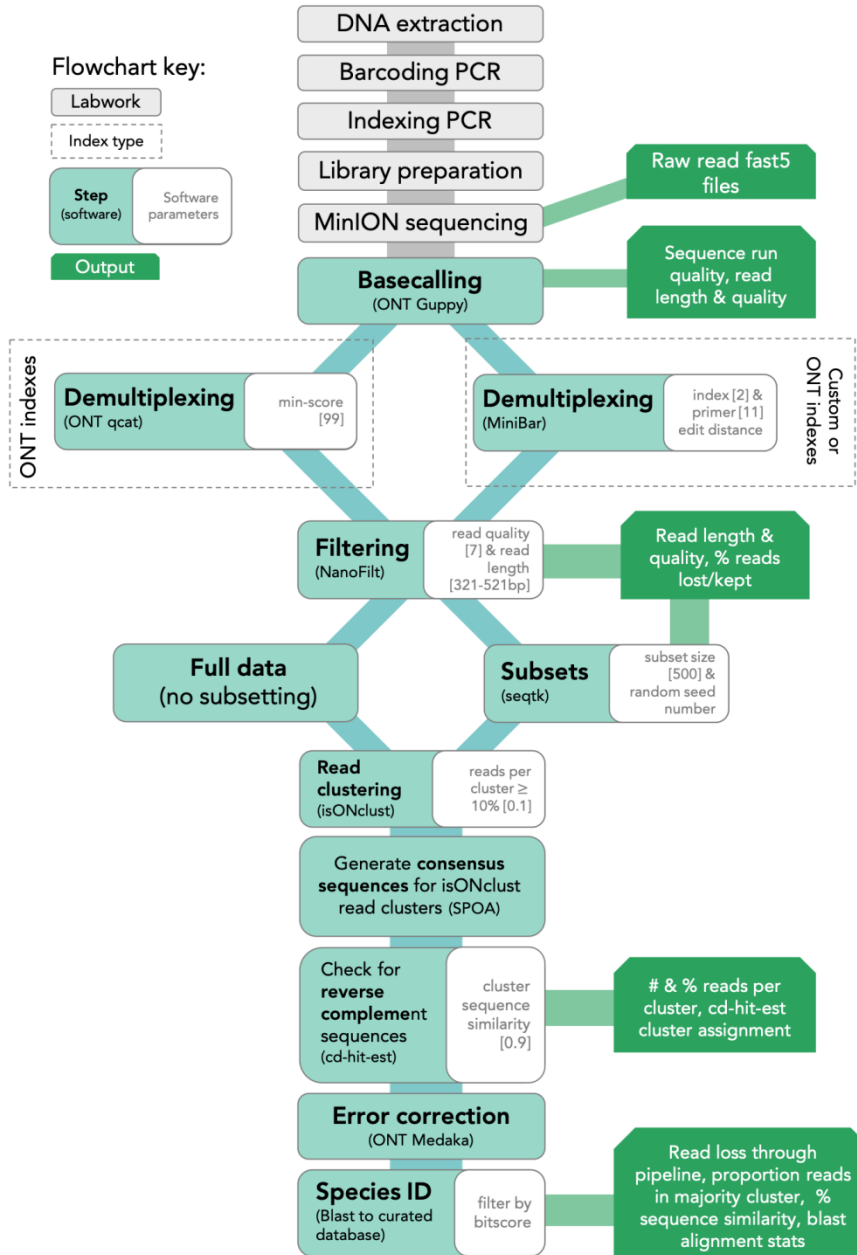 DNA extraction
Flowchart key:
Labwork
Index type
Step
(software)
Software
parameters
Output
Barcoding PCR
Indexing PCR
Library preparation
MinION sequencing
Raw read fast5
files
Basecalling
(ONT Guppy)
Sequence run
quality, read
length & quality
ONT indexes
Demultiplexing
(ONT qcat)
min-score
[99]
Demultiplexing
(MiniBar)
index [2] &
primer [11]
edit distance
Custom or
ONT indexes
Filtering
(NanoFilt)
read quality
[7] & read
length
[321-521bp]
Read length &
quality, % reads
lost/kept
Full data
(no subsetting)
Subsets
(seqtk)
subset size
[500] &
random seed
number
Read
clustering
(isONclust)
reads per
cluster ≥
10% [0.1]
Generate consensus
sequences for isONclust
read clusters (SPOA)
Check for
reverse
complement
sequences
(cd-hit-est)
cluster
sequence
similarity
[0.9]
# & % reads per
cluster, cd-hit-est
cluster assignment
Error correction
(ONT Medaka)
Species ID
(Blast to curated
database)
filter by
bitscore
Read loss through
pipeline, proportion reads
in majority cluster, %
sequence similarity, blast
alignment stats